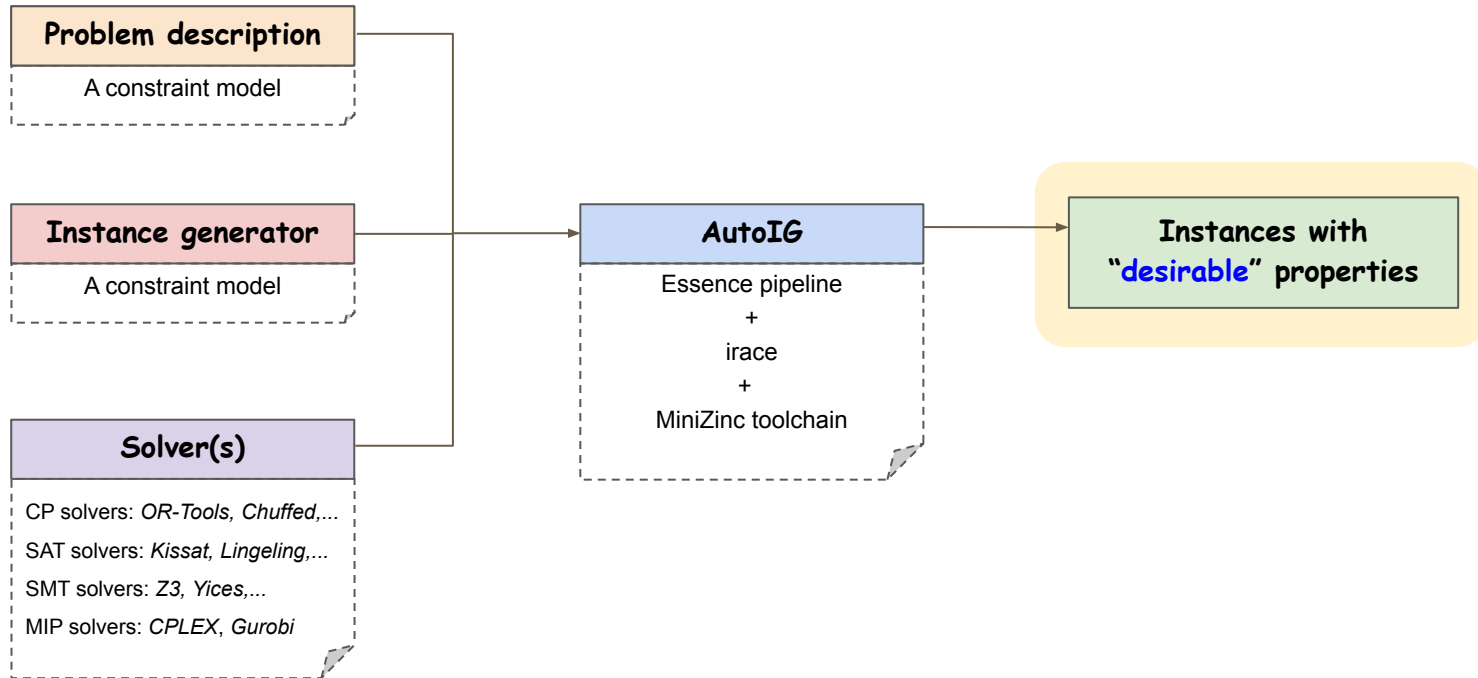 Problem description
A constraint model
Instance generator
A constraint model
Solver(s)
CP solvers: OR-Tools, Chuffed,...
SAT solvers: Kissat, Lingeling,...
SMT solvers: Z3, Yices,...
MIP solvers: CPLEX, Gurobi
AutoIG
Essence pipeline
+
irace
+
MiniZinc toolchain
Instances with
“desirable” properties